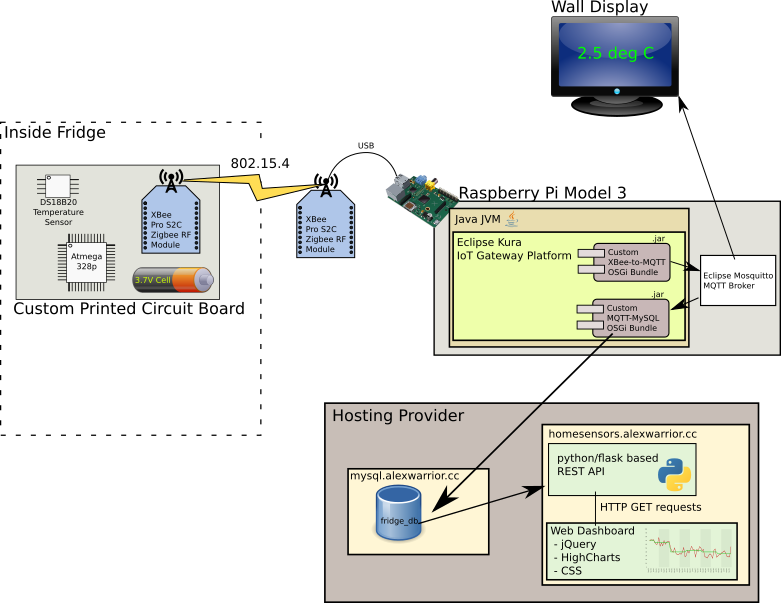 Wall Display
2.5 deg C
Inside Fridge
802.15.4
USB
DS18B20
Temperature
Sensor
XBee
Pro S2C
Zigbee RF
Module
Atmega
328p
3.7V Cell
Custom Printed Circuit Board
XBee
Pro S2C
Zigbee RF
Module
Raspberry Pi Model 3
Java JVM
Eclipse Kura
IoT Gateway Platform
.jar
Custom
XBee-to-MQTT
OSGi Bundle
.jar
Custom
MQTT-MySQL
OSGi Bundle
Eclipse Mosquitto
MQTT Broker
Hosting Provider
mysql.alexwarrior.cc
fridge_db
homesensors.alexwarrior.cc
python/flask based
REST API
HTTP GET requests
Web Dashboard
- jQuery
- HighCharts
- CSS